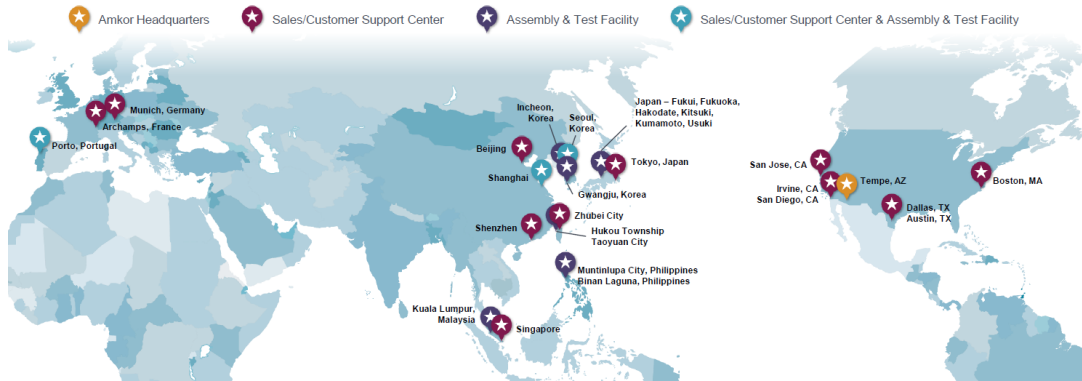 Amkor Headquarters
Sales/Customer Support Center
Assembly & Test Facility
Sales/Customer Support Center & Assembly & Test Facility
Munich, Germany
Archamps, France
Porto, Portugal
Incheon,
Korea
Seoul,
Korea
Japan – Fukui, Fukuoka,
Hakodate, Kitsuki,
Kumamoto, Usuki
Beijing
Tokyo, Japan
Shanghai
Gwangju, Korea
Zhubei City
Shenzhen
Hukou Township
Taoyuan City
Muntinlupa City, Philippines
Binan Laguna, Philippines
Kuala Lumpur,
Malaysia
Singapore
San Jose, CA
Tempe, AZ
Boston, MA
Irvine, CA
San Diego, CA
Dallas, TX
Austin, TX